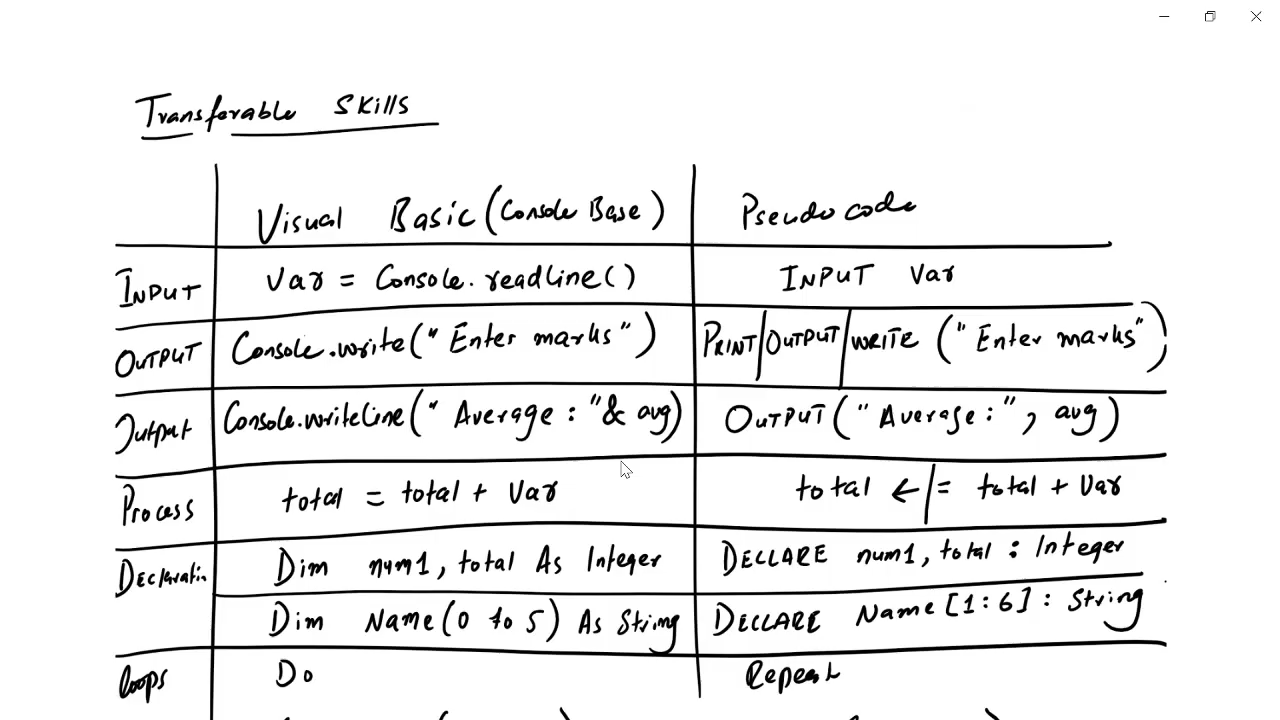 Transferable Skills
Visual Basic (Console Base) Pseudocode
INPUT Var = Console.readline() INPUT Var
OUTPUT Console.write("Enter marks") PRINT/OUTPUT/WRITE ("Enter marks")
Output Console.writeLine("Average : "& avg) OUTPUT("Average:", avg)
Process total = total + Var total ←/= total + Var
Declaratin Dim num1, total As Integer DECLARE num1, total : Integer
Dim Name(0 to 5) As String DECLARE Name[1:6] : String
loops Do Repeat